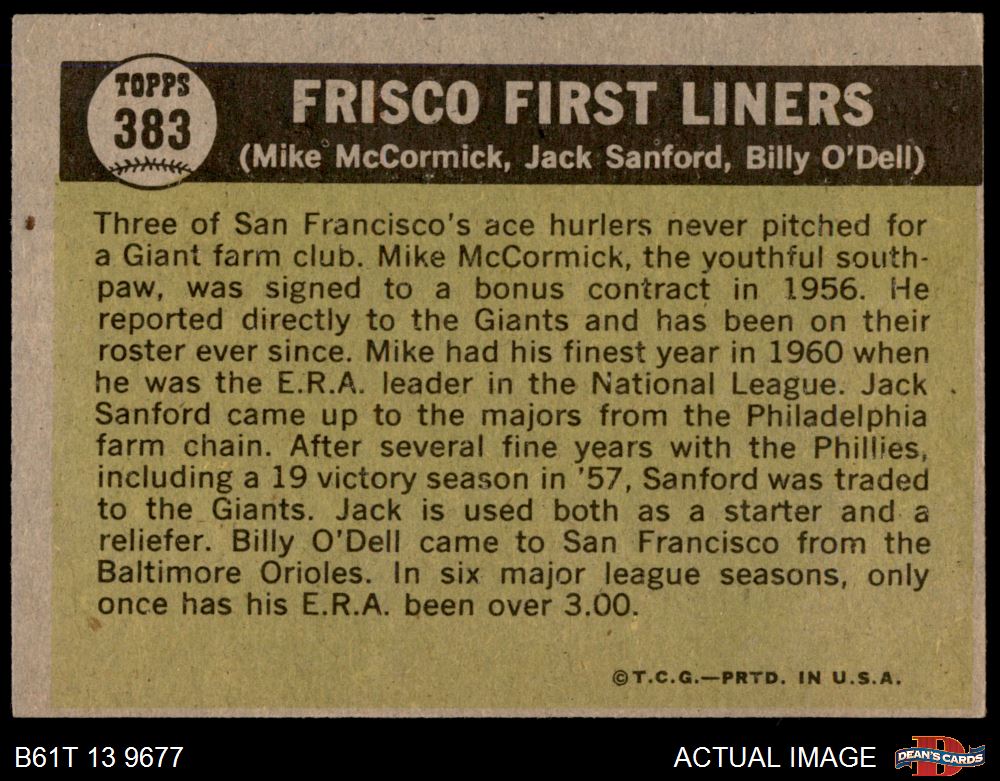 TOPPS
383
FRISCO FIRST LINERS
(Mike McCormick, Jack Sanford, Billy O'Dell)
Three of San Francisco's ace hurlers never pitched for
a Giant farm club. Mike McCormick, the youthful south-
paw, was signed to a bonus contract in 1956. He
reported directly to the Giants and has been on their
roster ever since. Mike had his finest year in 1960 when
he was the E.R.A. leader in the National League. Jack
Sanford came up to the majors from the Philadelphia
farm chain. After several fine years with the Phillies,
including a 19 victory season in '57, Sanford was traded
to the Giants. Jack is used both as a starter and a
reliefer. Billy O'Dell came to San Francisco from the
Baltimore Orioles. In six major league seasons, only
once has his E.R.A. been over 3.00.
©T.C.G.—PRTD. IN U.S.A.
B61T 13 9677
ACTUAL IMAGE
D
DEAN'S CARDS